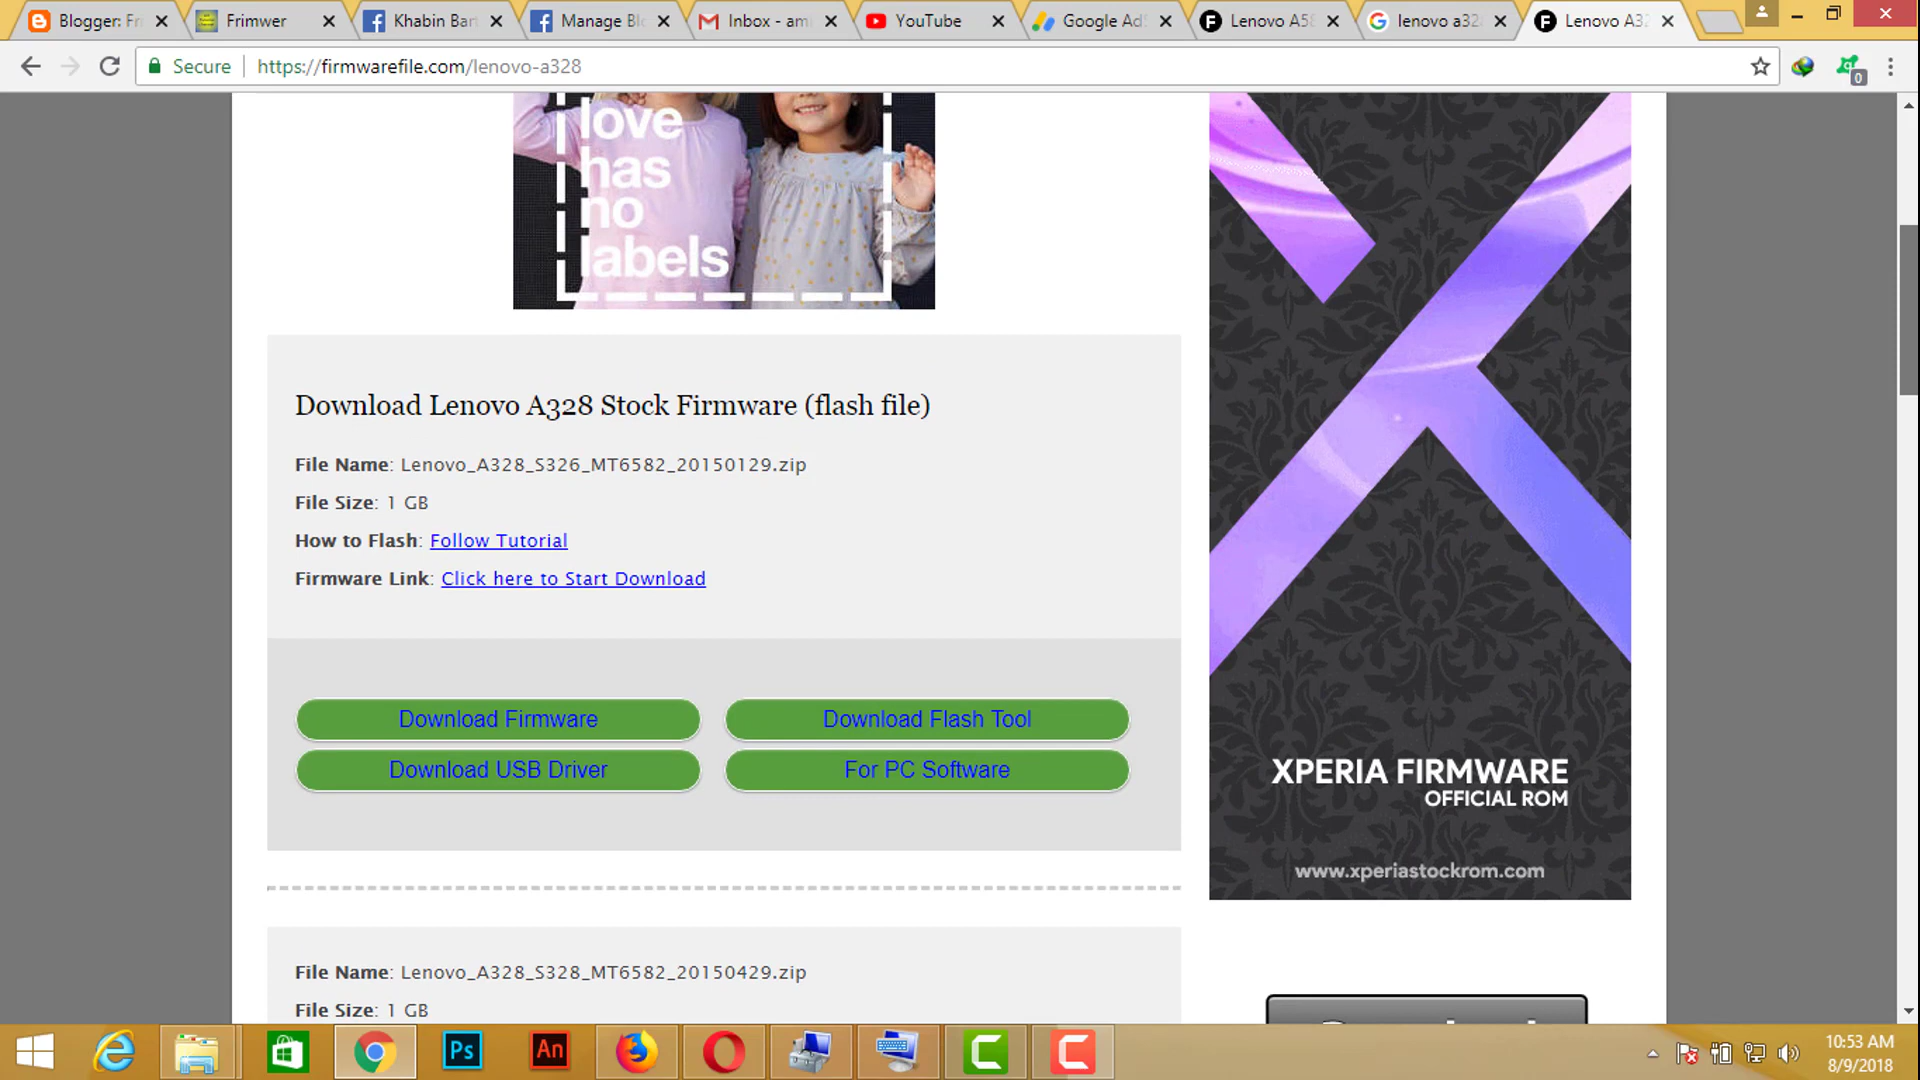 Blogger: Fr
Frimwer
Khabin Bar
Manage Bl
Inbox - am
YouTube
Google Ad
Lenovo A5
lenovo a32
Lenovo A3
Secure
https://firmwarefile.com/lenovo-a328
0
love
has
no
labels
Download Lenovo A328 Stock Firmware (flash file)
File Name: Lenovo_A328_S326_MT6582_20150129.zip
File Size: 1 GB
How to Flash: Follow Tutorial
Firmware Link: Click here to Start Download
Download Firmware
Download Flash Tool
Download USB Driver
For PC Software
File Name: Lenovo_A328_S328_MT6582_20150429.zip
File Size: 1 GB
XPERIA FIRMWARE
OFFICIAL ROM
www.xperiastockrom.com
Ps
An
10:53 AM
8/9/2018